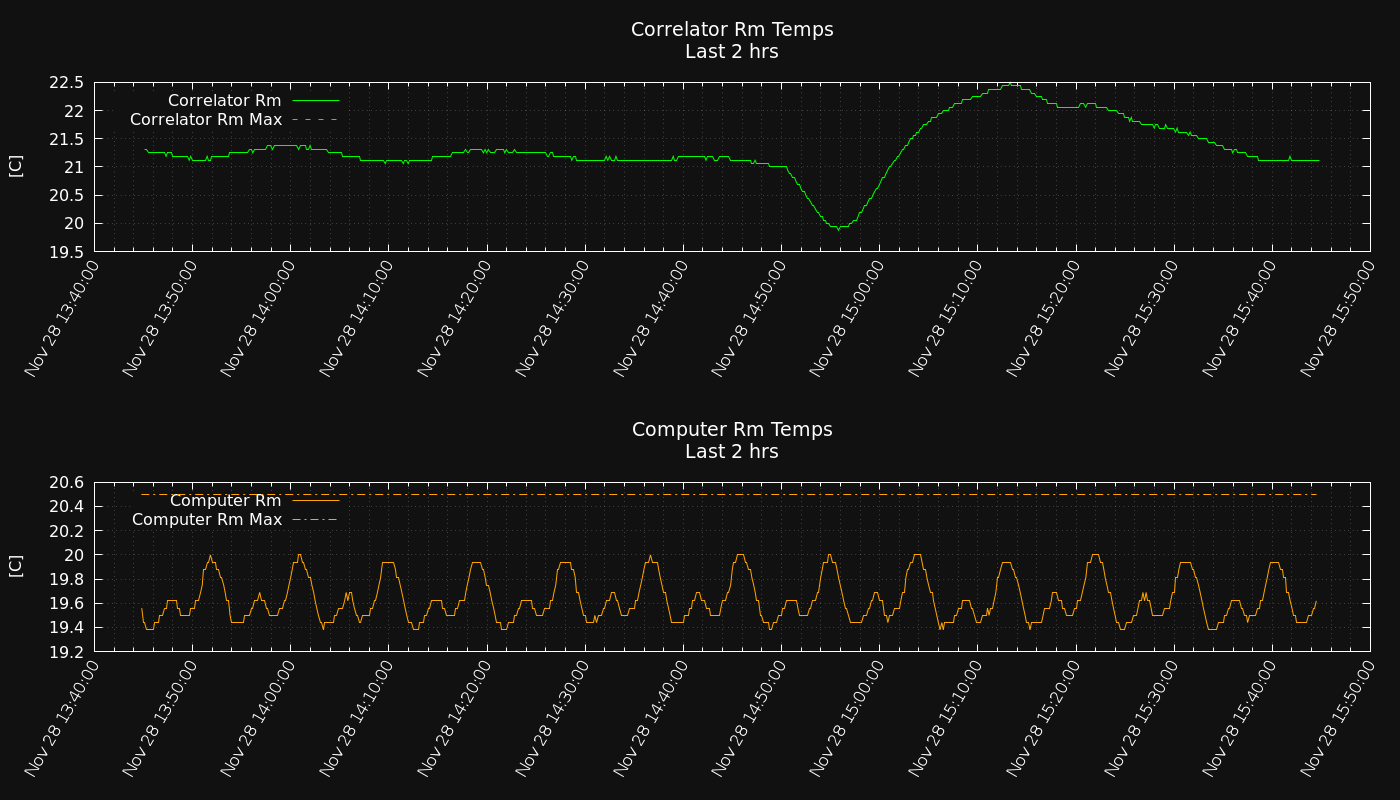 Correlator Rm Temps
Last 2 hrs
[C]
22.5
22
21.5
21
20.5
20
19.5
Correlator Rm
Correlator Rm Max
Nov 28 13:40:00
Nov 28 13:50:00
Nov 28 14:00:00
Nov 28 14:10:00
Nov 28 14:20:00
Nov 28 14:30:00
Nov 28 14:40:00
Nov 28 14:50:00
Nov 28 15:00:00
Nov 28 15:10:00
Nov 28 15:20:00
Nov 28 15:30:00
Nov 28 15:40:00
Nov 28 15:50:00
Computer Rm Temps
Last 2 hrs
[C]
20.6
20.4
20.2
20
19.8
19.6
19.4
19.2
Computer Rm
Computer Rm Max
Nov 28 13:40:00
Nov 28 13:50:00
Nov 28 14:00:00
Nov 28 14:10:00
Nov 28 14:20:00
Nov 28 14:30:00
Nov 28 14:40:00
Nov 28 14:50:00
Nov 28 15:00:00
Nov 28 15:10:00
Nov 28 15:20:00
Nov 28 15:30:00
Nov 28 15:40:00
Nov 28 15:50:00